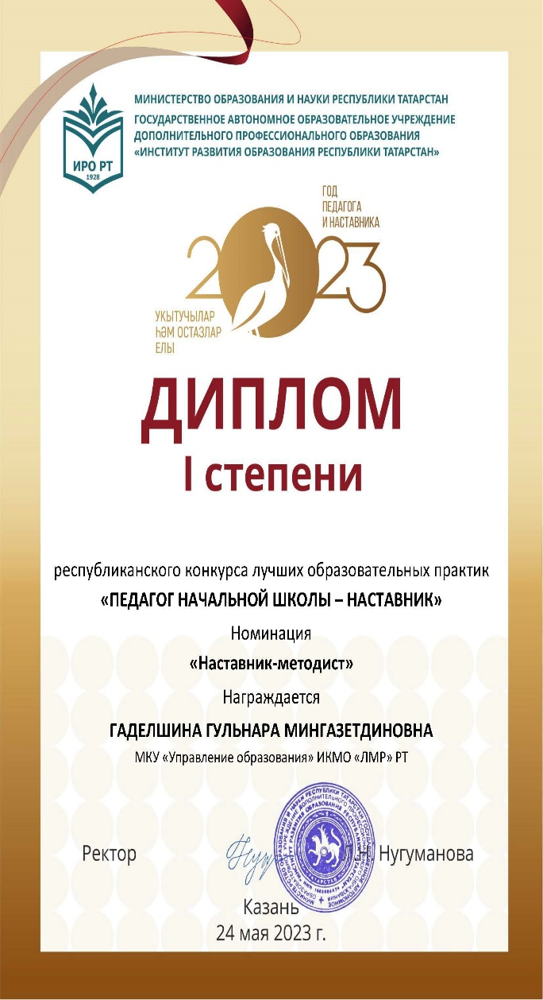 МИНИСТЕРСТВО ОБРАЗОВАНИЯ И НАУКИ РЕСПУБЛИКИ ТАТАРСТАН
ГОСУДАРСТВЕННОЕ АВТОНОМНОЕ ОБРАЗОВАТЕЛЬНОЕ УЧРЕЖДЕНИЕ
ДОПОЛНИТЕЛЬНОГО ПРОФЕССИОНАЛЬНОГО ОБРАЗОВАНИЯ
«ИНСТИТУТ РАЗВИТИЯ ОБРАЗОВАНИЯ РЕСПУБЛИКИ ТАТАРСТАН»
ИРО РТ
1928
ГОД
ПЕДАГОГА
И НАСТАВНИКА
2023
УКЫТУЧЫЛАР
ҺӘМ ОСТАЗЛАР
ЕЛЫ
ДИПЛОМ
I степени
республиканского конкурса лучших образовательных практик
«ПЕДАГОГ НАЧАЛЬНОЙ ШКОЛЫ – НАСТАВНИК»
Номинация
«Наставник-методист»
Награждается
ГАДЕЛШИНА ГУЛЬНАРА МИНГАЗЕТДИНОВНА
МКУ «Управление образования» ИКМО «ЛМР» РТ
Ректор
Нугуманова
Казань
24 мая 2023 г.